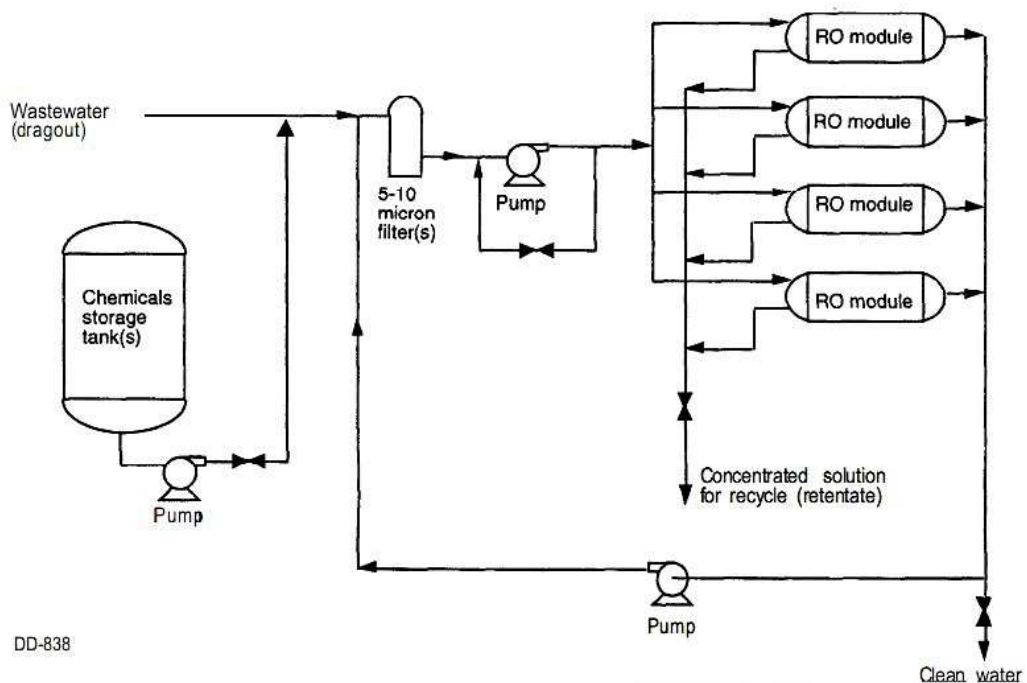 RO module
Wastewater
(dragout)
RO module
5-10
micron
filter(s)
Pump
RO module
Chemicals
storage
tank(s)
RO module
Pump
Concentrated solution
for recycle (retentate)
Pump
DD-838
Clean water